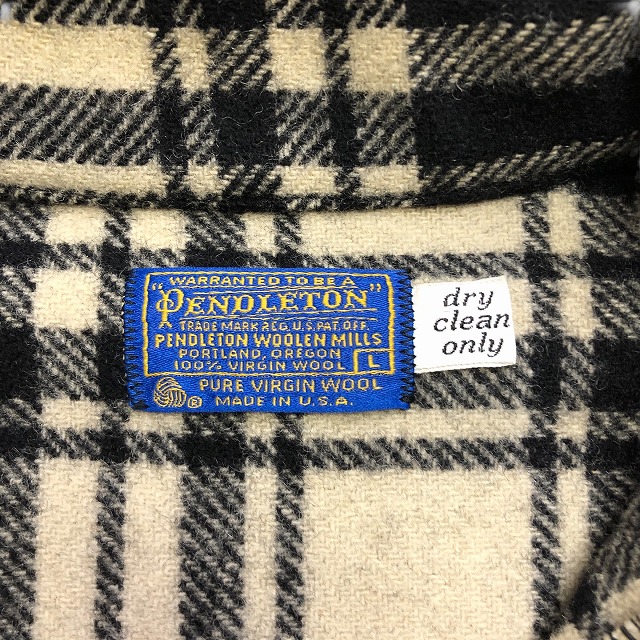 WARRANTED TO BE A
"PENDLETON"
TRADE MARK REG. U.S. PAT. OFF.
PENDLETON WOOLEN MILLS
PORTLAND, OREGON
100% VIRGIN WOOL
L
PURE VIRGIN WOOL
® MADE IN U.S.A.
dry
clean
only